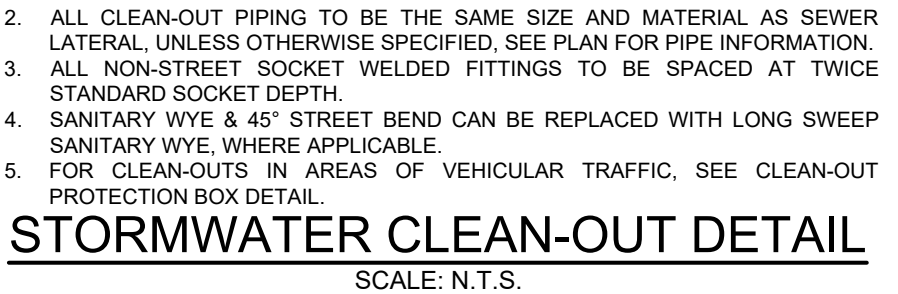 2. ALL CLEAN-OUT PIPING TO BE THE SAME SIZE AND MATERIAL AS SEWER
LATERAL, UNLESS OTHERWISE SPECIFIED, SEE PLAN FOR PIPE INFORMATION.
3. ALL NON-STREET SOCKET WELDED FITTINGS TO BE SPACED AT TWICE
STANDARD SOCKET DEPTH.
4. SANITARY WYE & 45° STREET BEND CAN BE REPLACED WITH LONG SWEEP
SANITARY WYE, WHERE APPLICABLE.
5. FOR CLEAN-OUTS IN AREAS OF VEHICULAR TRAFFIC, SEE CLEAN-OUT
PROTECTION BOX DETAIL.
STORMWATER CLEAN-OUT DETAIL
SCALE: N.T.S.